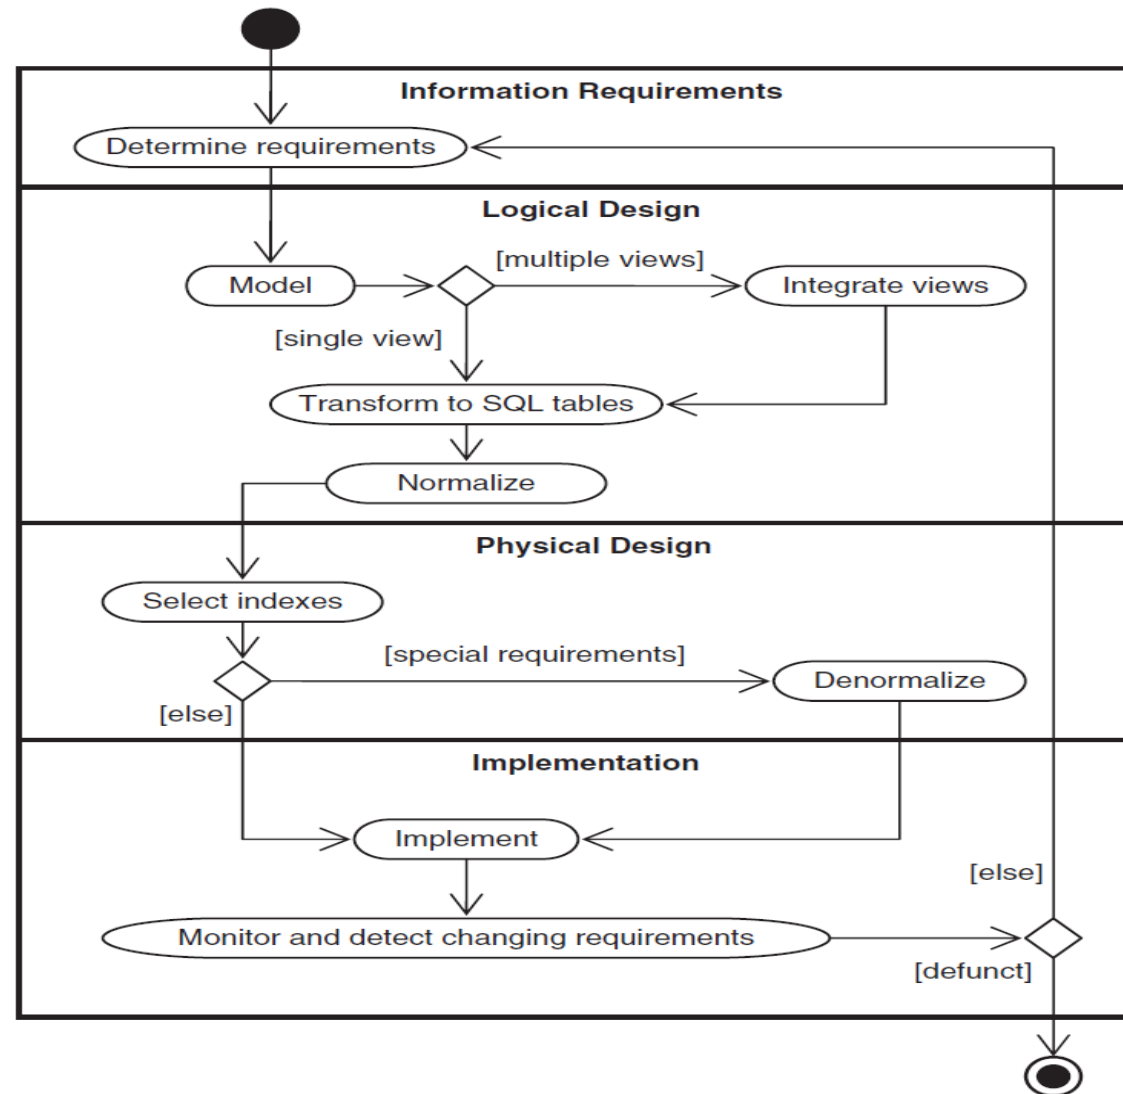 Information Requirements
Determine requirements
Logical Design
[multiple views]
Model
Integrate views
[single view]
Transform to SQL tables
Normalize
Physical Design
Select indexes
[special requirements]
Denormalize
[else]
Implementation
Implement
[else]
Monitor and detect changing requirements
[defunct]